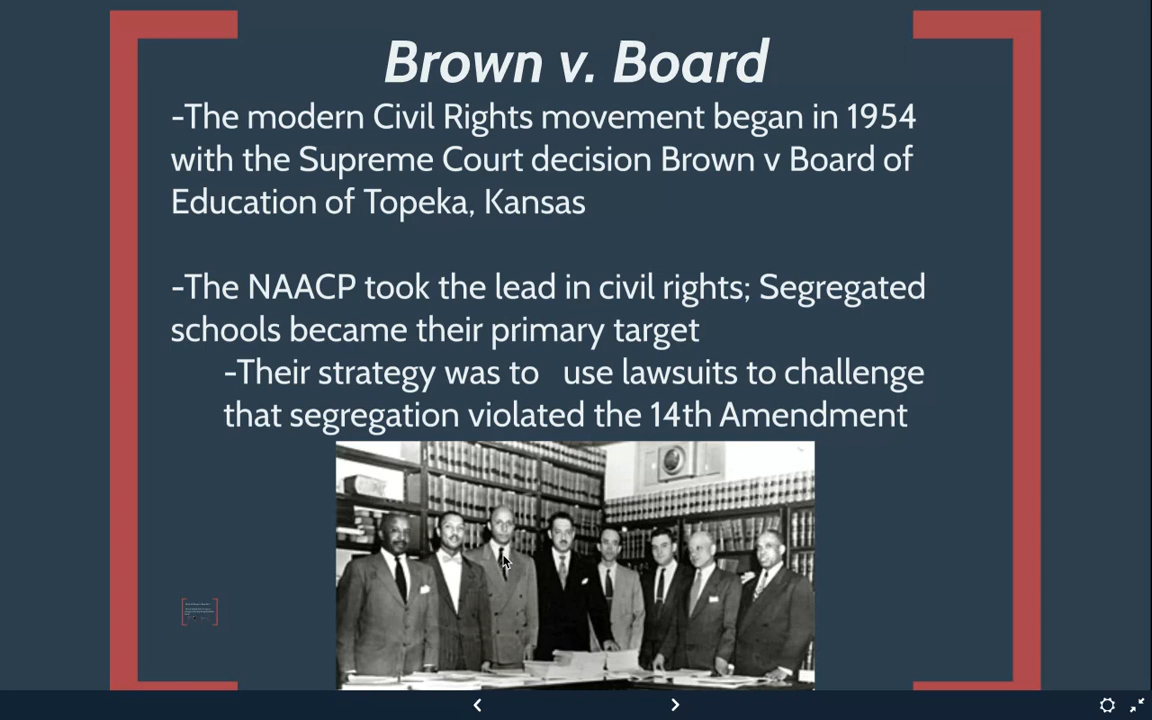 Brown v. Board
-The modern Civil Rights movement began in 1954
with the Supreme Court decision Brown v Board of
Education of Topeka, Kansas
-The NAACP took the lead in civil rights; Segregated
schools became their primary target
-Their strategy was to use lawsuits to challenge
that segregation violated the 14th Amendment